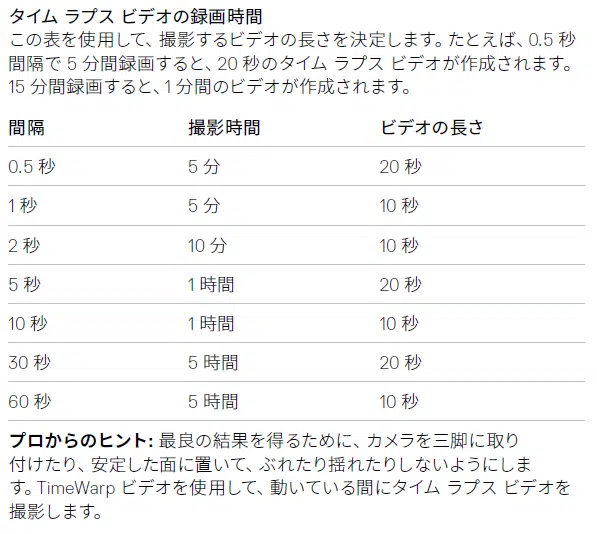 タイム ラプス ビデオの録画時間
この表を使用して、撮影するビデオの長さを決定します。たとえば、0.5 秒
間隔で 5 分間録画すると、20 秒のタイム ラプス ビデオが作成されます。
15 分間録画すると、1 分間のビデオが作成されます。
間隔 撮影時間 ビデオの長さ
0.5 秒 5 分 20 秒
1 秒 5 分 10 秒
2 秒 10 分 10 秒
5 秒 1 時間 20 秒
10 秒 1 時間 10 秒
30 秒 5 時間 20 秒
60 秒 5 時間 10 秒
プロからのヒント: 最良の結果を得るために、カメラを三脚に取り
付けたり、安定した面に置いて、ぶれたり揺れたりしないようにしま
す。TimeWarp ビデオを使用して、動いている間にタイム ラプス ビデオを
撮影します。